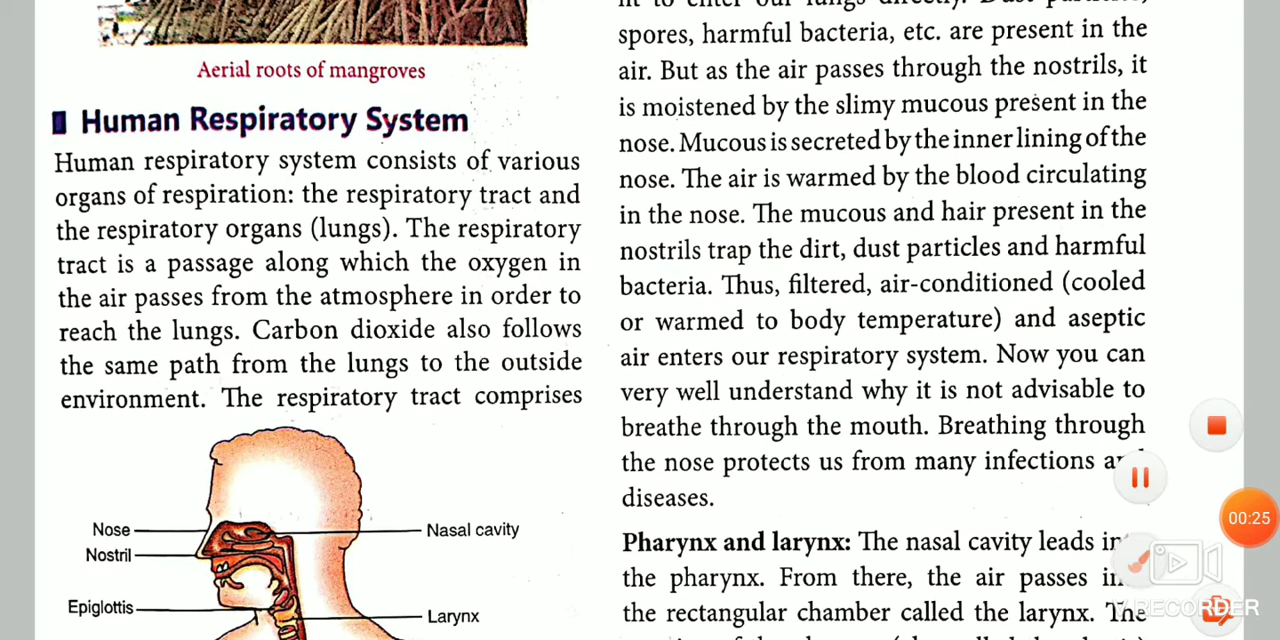 Aerial roots of mangroves
Human Respiratory System
Human respiratory system consists of various
organs of respiration: the respiratory tract and
the respiratory organs (lungs). The respiratory
tract is a passage along which the oxygen in
the air passes from the atmosphere in order to
reach the lungs. Carbon dioxide also follows
the same path from the lungs to the outside
environment. The respiratory tract comprises
Nose
Nostril
Epiglottis
Nasal cavity
Larynx
to enter our lungs directly. Dust
spores, harmful bacteria, etc. are present in the
air. But as the air passes through the nostrils, it
is moistened by the slimy mucous present in the
nose. Mucous is secreted by the inner lining of the
nose. The air is warmed by the blood circulating
in the nose. The mucous and hair present in the
nostrils trap the dirt, dust particles and harmful
bacteria. Thus, filtered, air-conditioned (cooled
or warmed to body temperature) and aseptic
air enters our respiratory system. Now you can
very well understand why it is not advisable to
breathe through the mouth. Breathing through
the nose protects us from many infections
diseases.
Pharynx and larynx: The nasal cavity leads
the pharynx. From there, the air passes
the rectangular chamber called the larynx. The
00:25
V RECORDER